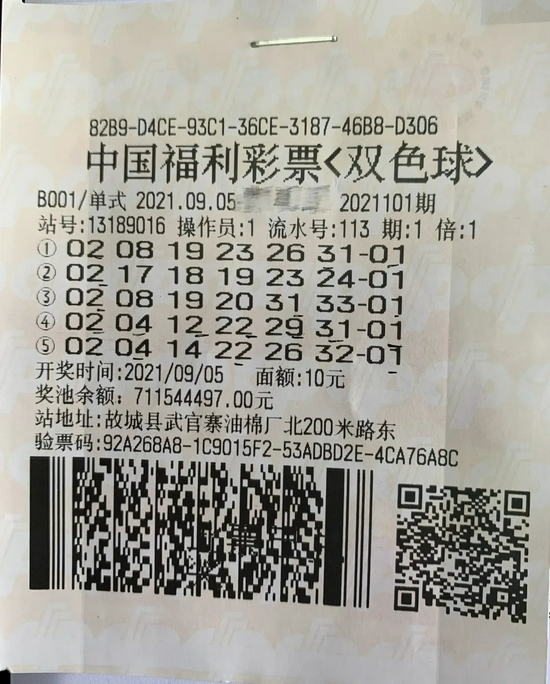 82B9-D4CE-93C1-36CE-3187-46B8-D306
中国福利彩票<双色球>
B001/单式 2021.09.05 2021101期
站号:13189016 操作员:1 流水号:113 期:1 倍:1
① 02 08 19 23 26 31-01
② 02 17 18 19 23 24-01
③ 02 08 19 20 31 33-01
④ 02 04 12 22 29 31-01
⑤ 02 04 14 22 26 32-01
开奖时间:2021/09/05 面额:10元
奖池余额: 711544497.00元
站地址:故城县武官寨油棉厂北200米路东
验票码:92A268A8-1C9015F2-53ADBD2E-4CA76A8C